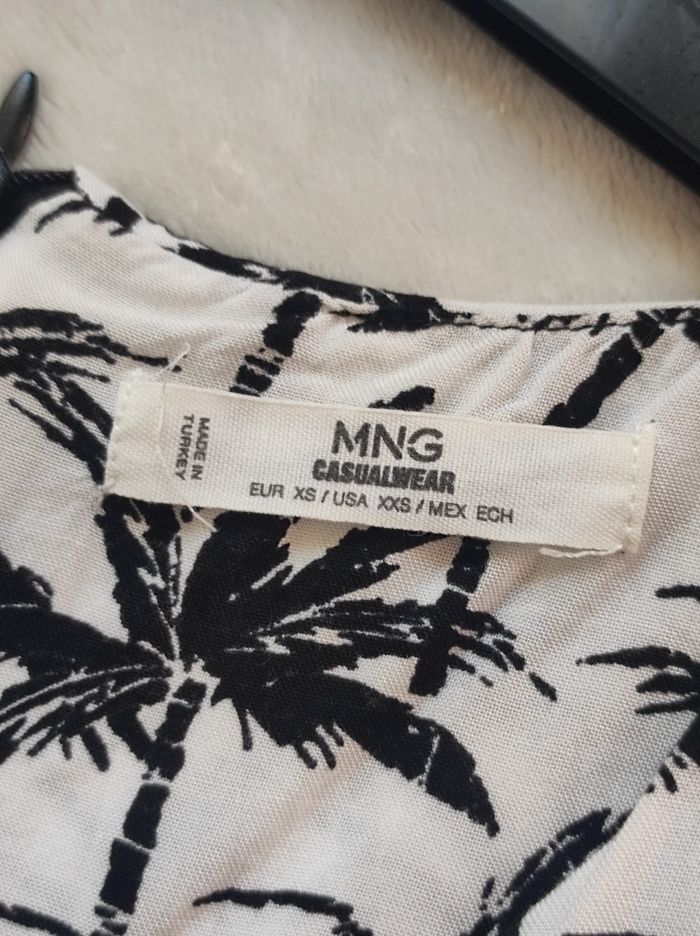 MADE IN
TURKEY
MNG
CASUALWEAR
EUR XS / USA XXS / MEX ECH